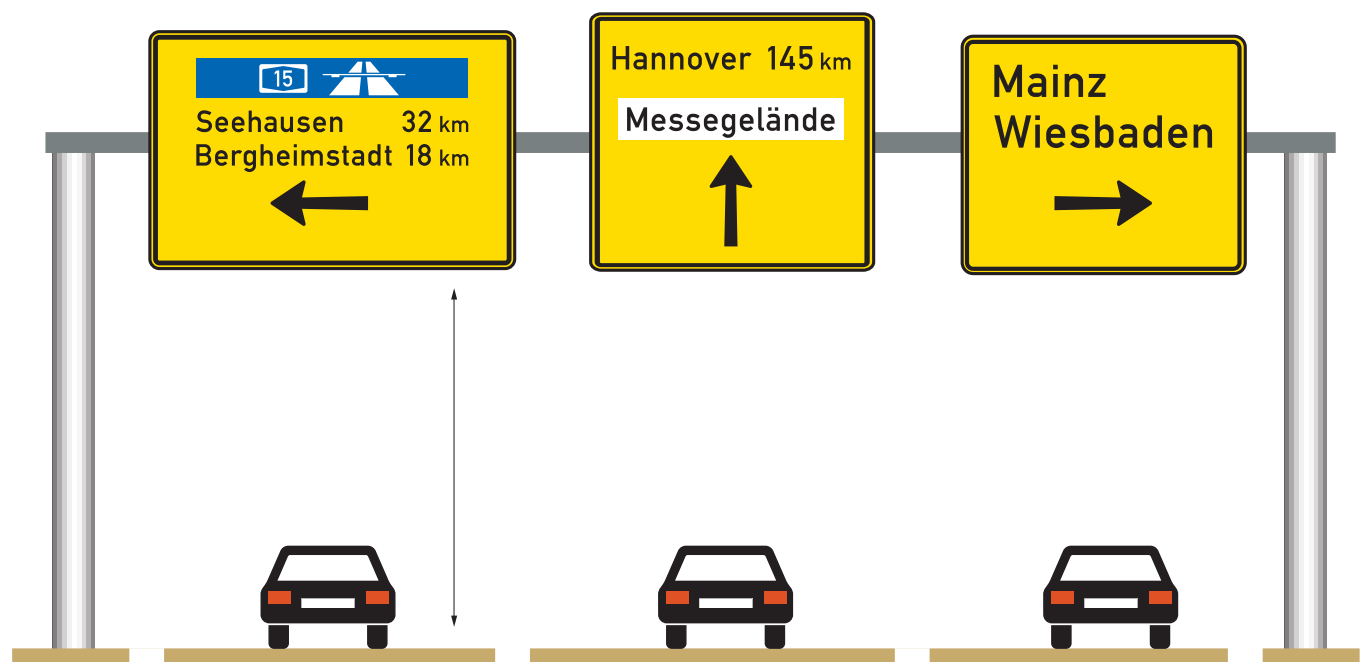 15
Seehausen 32 km
Bergheimstadt 18 km
Hannover 145 km
Messegelände
Mainz
Wiesbaden